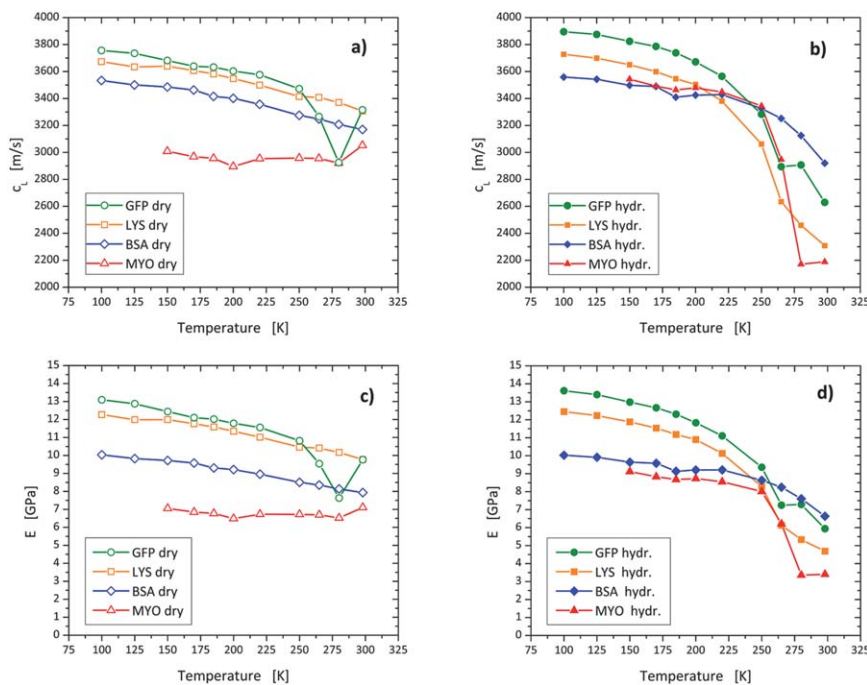 4000
3800
3600
3400
3200
3000
2800
2600
2400
2200
2000
c_L [m/s]
a)
GFP dry
LYS dry
BSA dry
MYO dry
75 100 125 150 175 200 225 250 275 300 325
Temperature [K]
4000
3800
3600
3400
3200
3000
2800
2600
2400
2200
2000
c_L [m/s]
b)
GFP hydr.
LYS hydr.
BSA hydr.
MYO hydr.
75 100 125 150 175 200 225 250 275 300 325
Temperature [K]
15
14
13
12
11
10
9
8
7
6
5
4
3
2
1
0
E [GPa]
c)
GFP dry
LYS dry
BSA dry
MYO dry
75 100 125 150 175 200 225 250 275 300 325
Temperature [K]
15
14
13
12
11
10
9
8
7
6
5
4
3
2
1
0
E [GPa]
d)
GFP hydr.
LYS hydr.
BSA hydr.
MYO hydr.
75 100 125 150 175 200 225 250 275 300 325
Temperature [K]